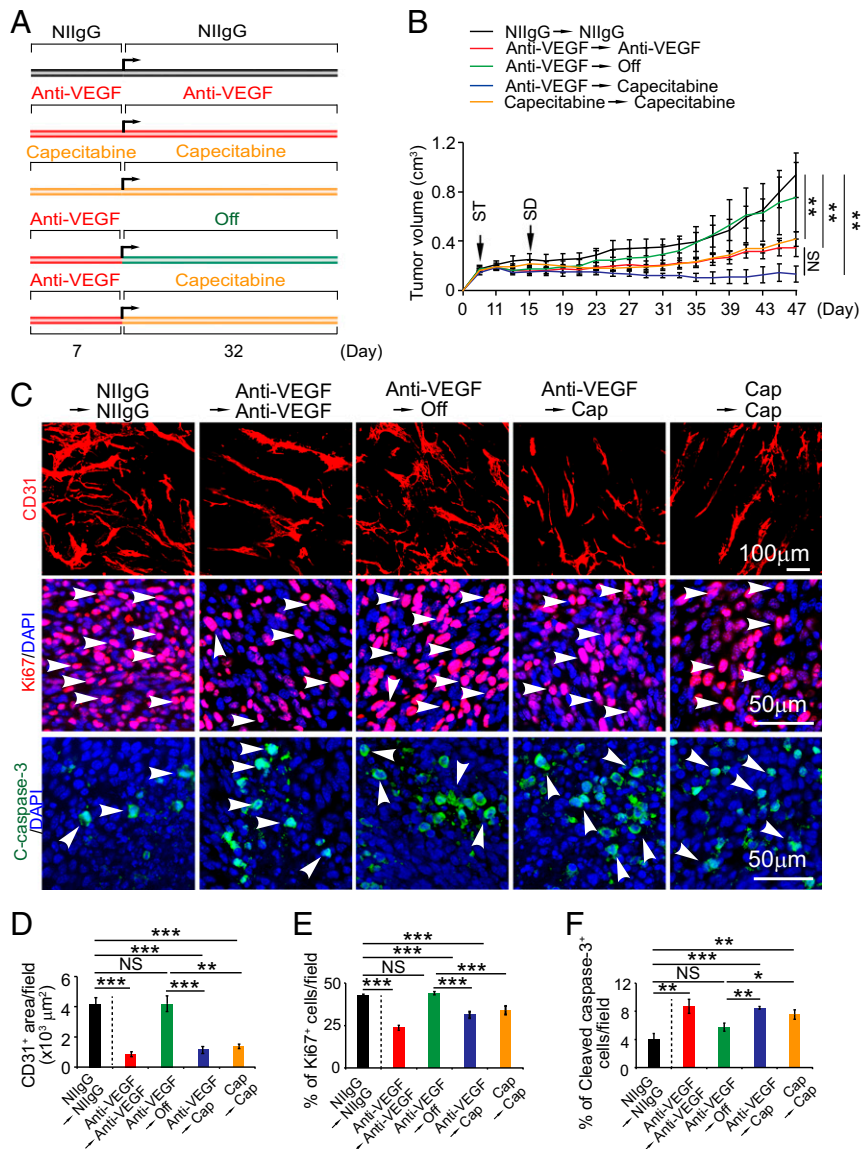 A
NIIgG NIIgG
Anti-VEGF Anti-VEGF
Capecitabine Capecitabine
Anti-VEGF Off
Anti-VEGF Capecitabine
7 32 (Day)
B
NIIgG → NIIgG
Anti-VEGF → Anti-VEGF
Anti-VEGF → Off
Anti-VEGF → Capecitabine
Capecitabine → Capecitabine
Tumor volume (cm³)
1.2
0.8
0.4
0
ST
SD
**
**
**
NS
0 11 15 19 23 27 31 35 39 43 47 (Day)
C
NIIgG
→ NIIgG
Anti-VEGF
→ Anti-VEGF
Anti-VEGF
→ Off
Anti-VEGF
→ Cap
Cap
→ Cap
CD31
100μm
Ki67/DAPI
50μm
C-caspase-3
/DAPI
50μm
D
CD31⁺ area/field
(x10³ μm²)
6
4
2
0
***
***
NS **
*** ***
NIIgG
→ NIIgG
Anti-VEGF
→ Anti-VEGF
Anti-VEGF
→ Off
Anti-VEGF
→ Cap
Cap
→ Cap
E
% of Ki67⁺ cells/field
50
25
0
***
***
NS ***
*** ***
NIIgG
→ NIIgG
Anti-VEGF
→ Anti-VEGF
Anti-VEGF
→ Off
Anti-VEGF
→ Cap
Cap
→ Cap
F
% of Cleaved caspase-3⁺
cells/field
12
8
4
0
**
***
NS *
** **
NIIgG
→ NIIgG
Anti-VEGF
→ Anti-VEGF
Anti-VEGF
→ Off
Anti-VEGF
→ Cap
Cap
→ Cap